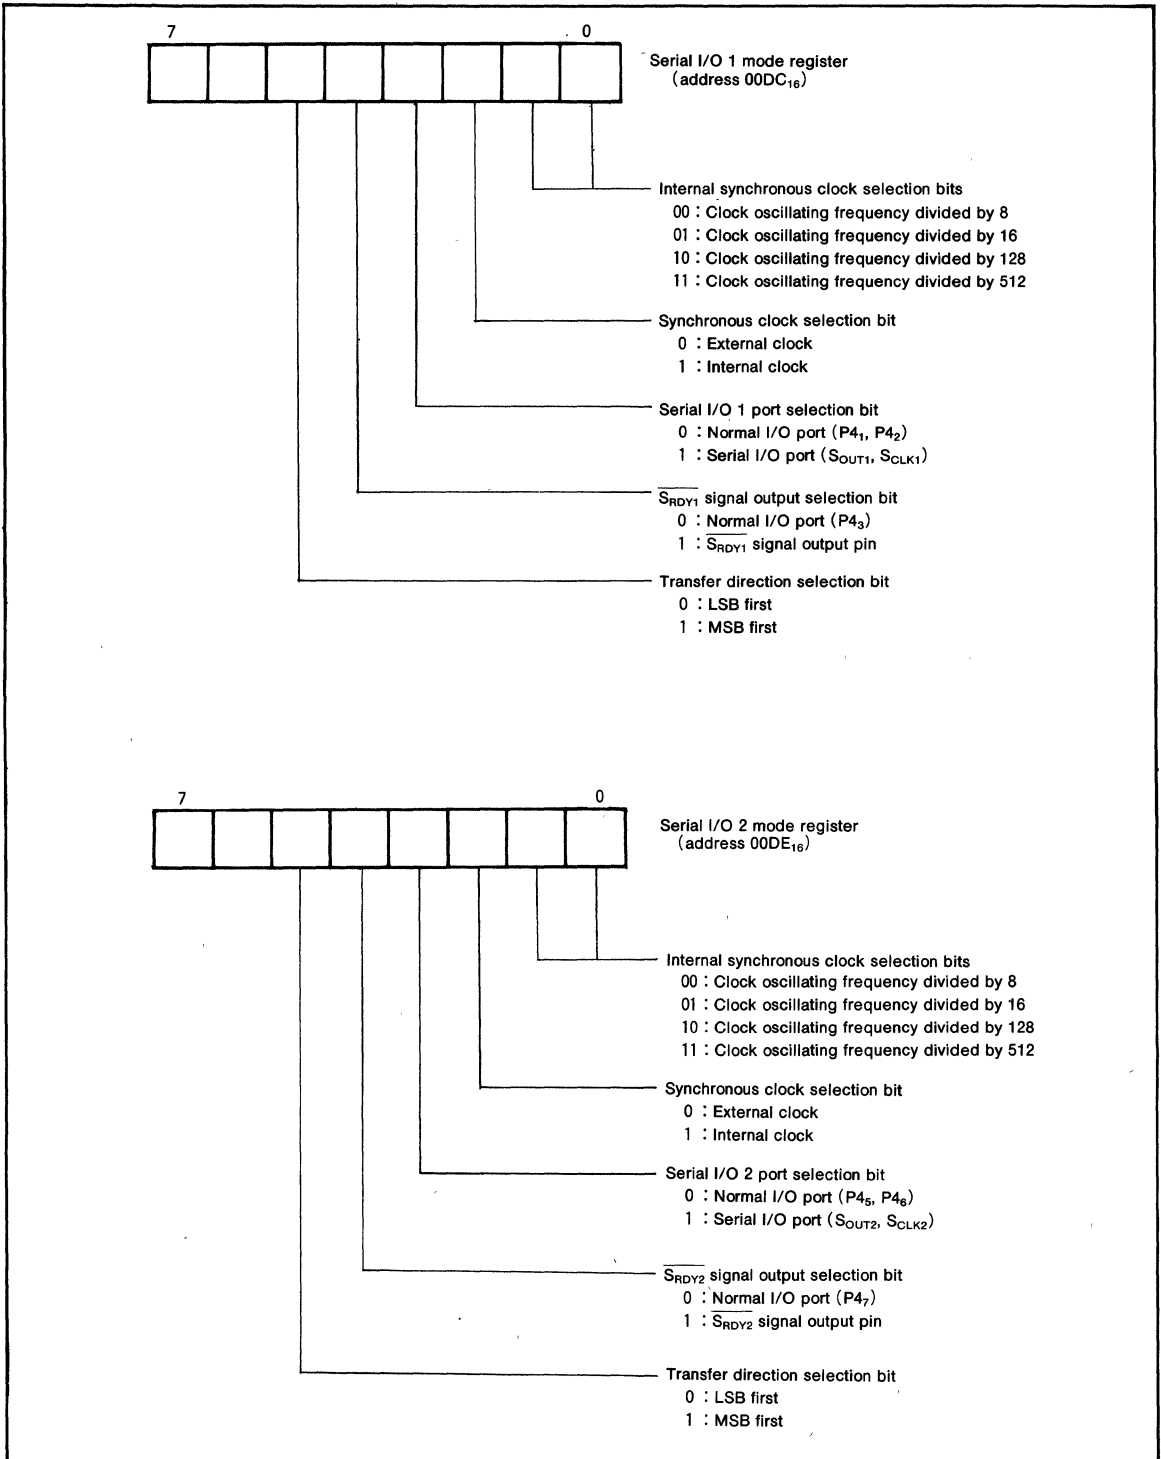 7 0
Serial I/O 1 mode register
(address 00DC₁₆)
Internal synchronous clock selection bits
00 : Clock oscillating frequency divided by 8
01 : Clock oscillating frequency divided by 16
10 : Clock oscillating frequency divided by 128
11 : Clock oscillating frequency divided by 512
Synchronous clock selection bit
0 : External clock
1 : Internal clock
Serial I/O 1 port selection bit
0 : Normal I/O port (P4₁, P4₂)
1 : Serial I/O port (S_OUT1, S_CLK1)
S̅_RDY1 signal output selection bit
0 : Normal I/O port (P4₃)
1 : S̅_RDY1 signal output pin
Transfer direction selection bit
0 : LSB first
1 : MSB first
7 0
Serial I/O 2 mode register
(address 00DE₁₆)
Internal synchronous clock selection bits
00 : Clock oscillating frequency divided by 8
01 : Clock oscillating frequency divided by 16
10 : Clock oscillating frequency divided by 128
11 : Clock oscillating frequency divided by 512
Synchronous clock selection bit
0 : External clock
1 : Internal clock
Serial I/O 2 port selection bit
0 : Normal I/O port (P4₅, P4₆)
1 : Serial I/O port (S_OUT2, S_CLK2)
S̅_RDY2 signal output selection bit
0 : Normal I/O port (P4₇)
1 : S̅_RDY2 signal output pin
Transfer direction selection bit
0 : LSB first
1 : MSB first